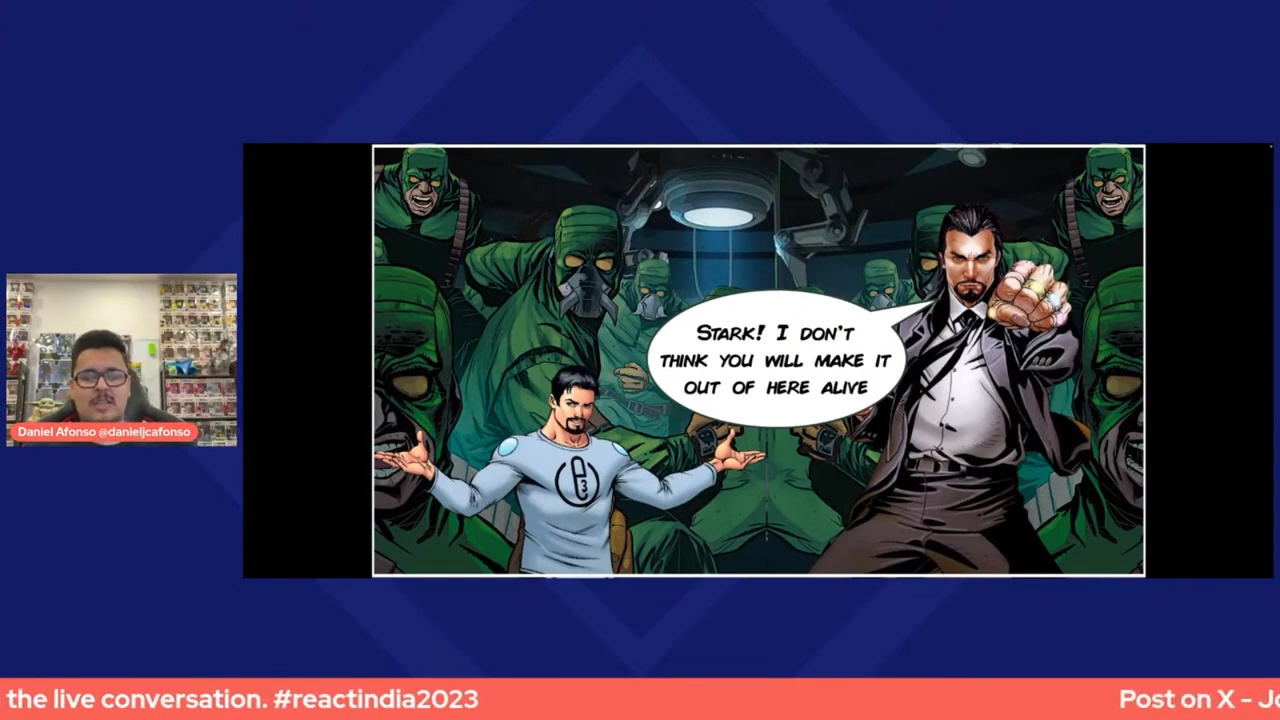 STARK! I DON'T
THINK YOU WILL MAKE IT
OUT OF HERE ALIVE
3
Daniel Afonso @danieljcafonso
the live conversation. #reactindia2023
Post on X - Jo